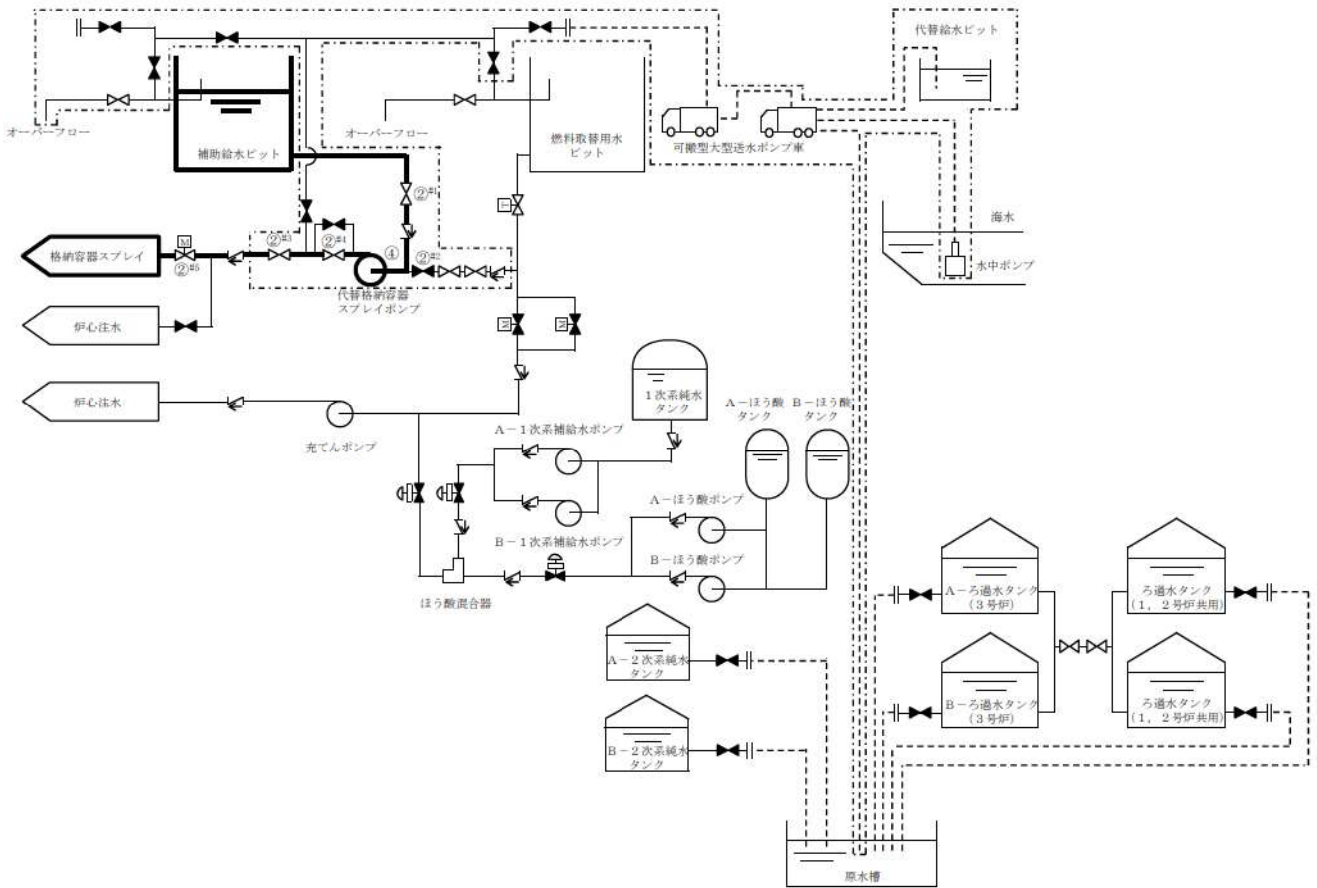 代替給水ピット
オーバーフロー
補助給水ピット
オーバーフロー
燃料取替用水
ピット
可搬型大型送水ポンプ車
②#1
T
海水
格納容器スプレイ
M
②#5
②#3
②#4
④
②#2
水中ポンプ
代替格納容器
スプレイポンプ
炉心注水
M
M
炉心注水
1次系純水
タンク
A-ほう酸
タンク
B-ほう酸
タンク
充てんポンプ
A-1次系補給水ポンプ
A-ほう酸ポンプ
B-1次系補給水ポンプ
B-ほう酸ポンプ
ほう酸混合器
A-ろ過水タンク
(3号炉)
ろ過水タンク
(1,2号炉共用)
A-2次系純水
タンク
B-ろ過水タンク
(3号炉)
ろ過水タンク
(1,2号炉共用)
B-2次系純水
タンク
原水槽